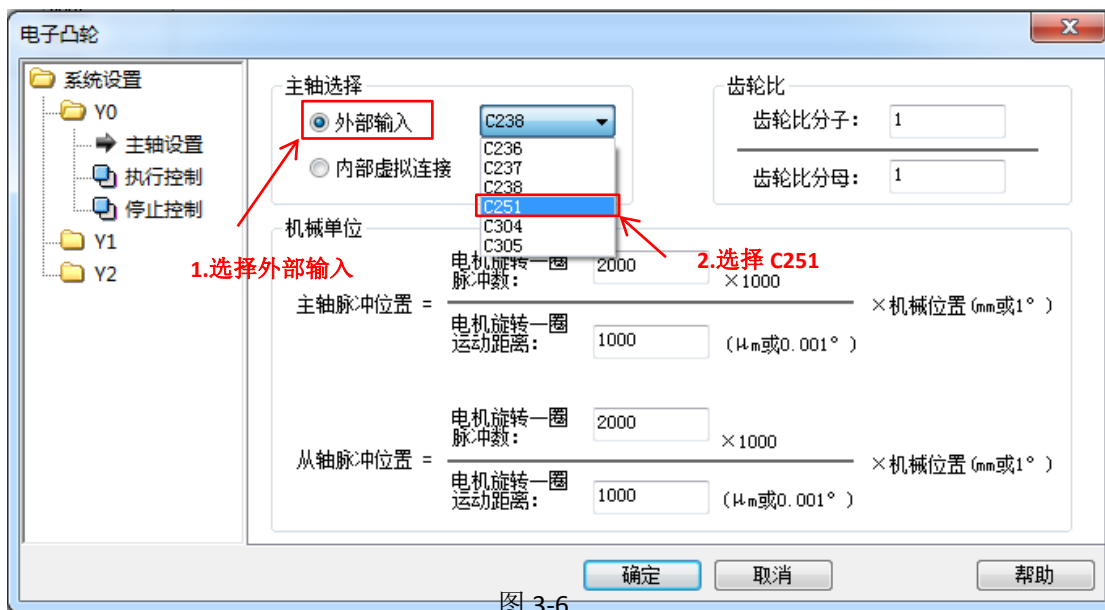 电子凸轮
系统设置
Y0
主轴设置
执行控制
停止控制
Y1
Y2
主轴选择
外部输入
C238
内部虚拟连接
C236
C237
C238
C251
C304
C305
齿轮比
齿轮比分子: 1
齿轮比分母: 1
1.选择外部输入
2.选择 C251
机械单位
主轴脉冲位置 =
电机旋转一圈
脉冲数:
2000
×1000
电机旋转一圈
运动距离:
1000
(μm或0.001°)
×机械位置(mm或1°)
从轴脉冲位置 =
电机旋转一圈
脉冲数:
2000
×1000
电机旋转一圈
运动距离:
1000
(μm或0.001°)
×机械位置(mm或1°)
确定
取消
帮助
图 3-6